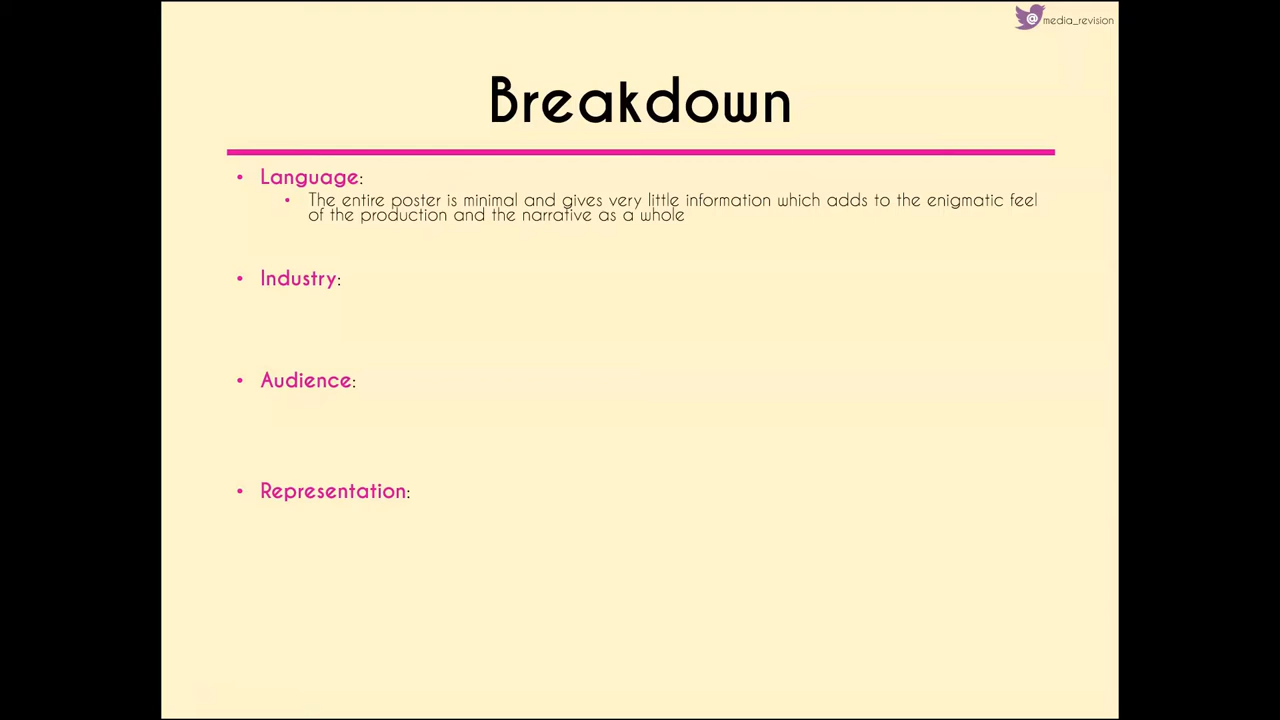 @media_revision
Breakdown
• Language:
• The entire poster is minimal and gives very little information which adds to the enigmatic feel
of the production and the narrative as a whole
• Industry:
• Audience:
• Representation: